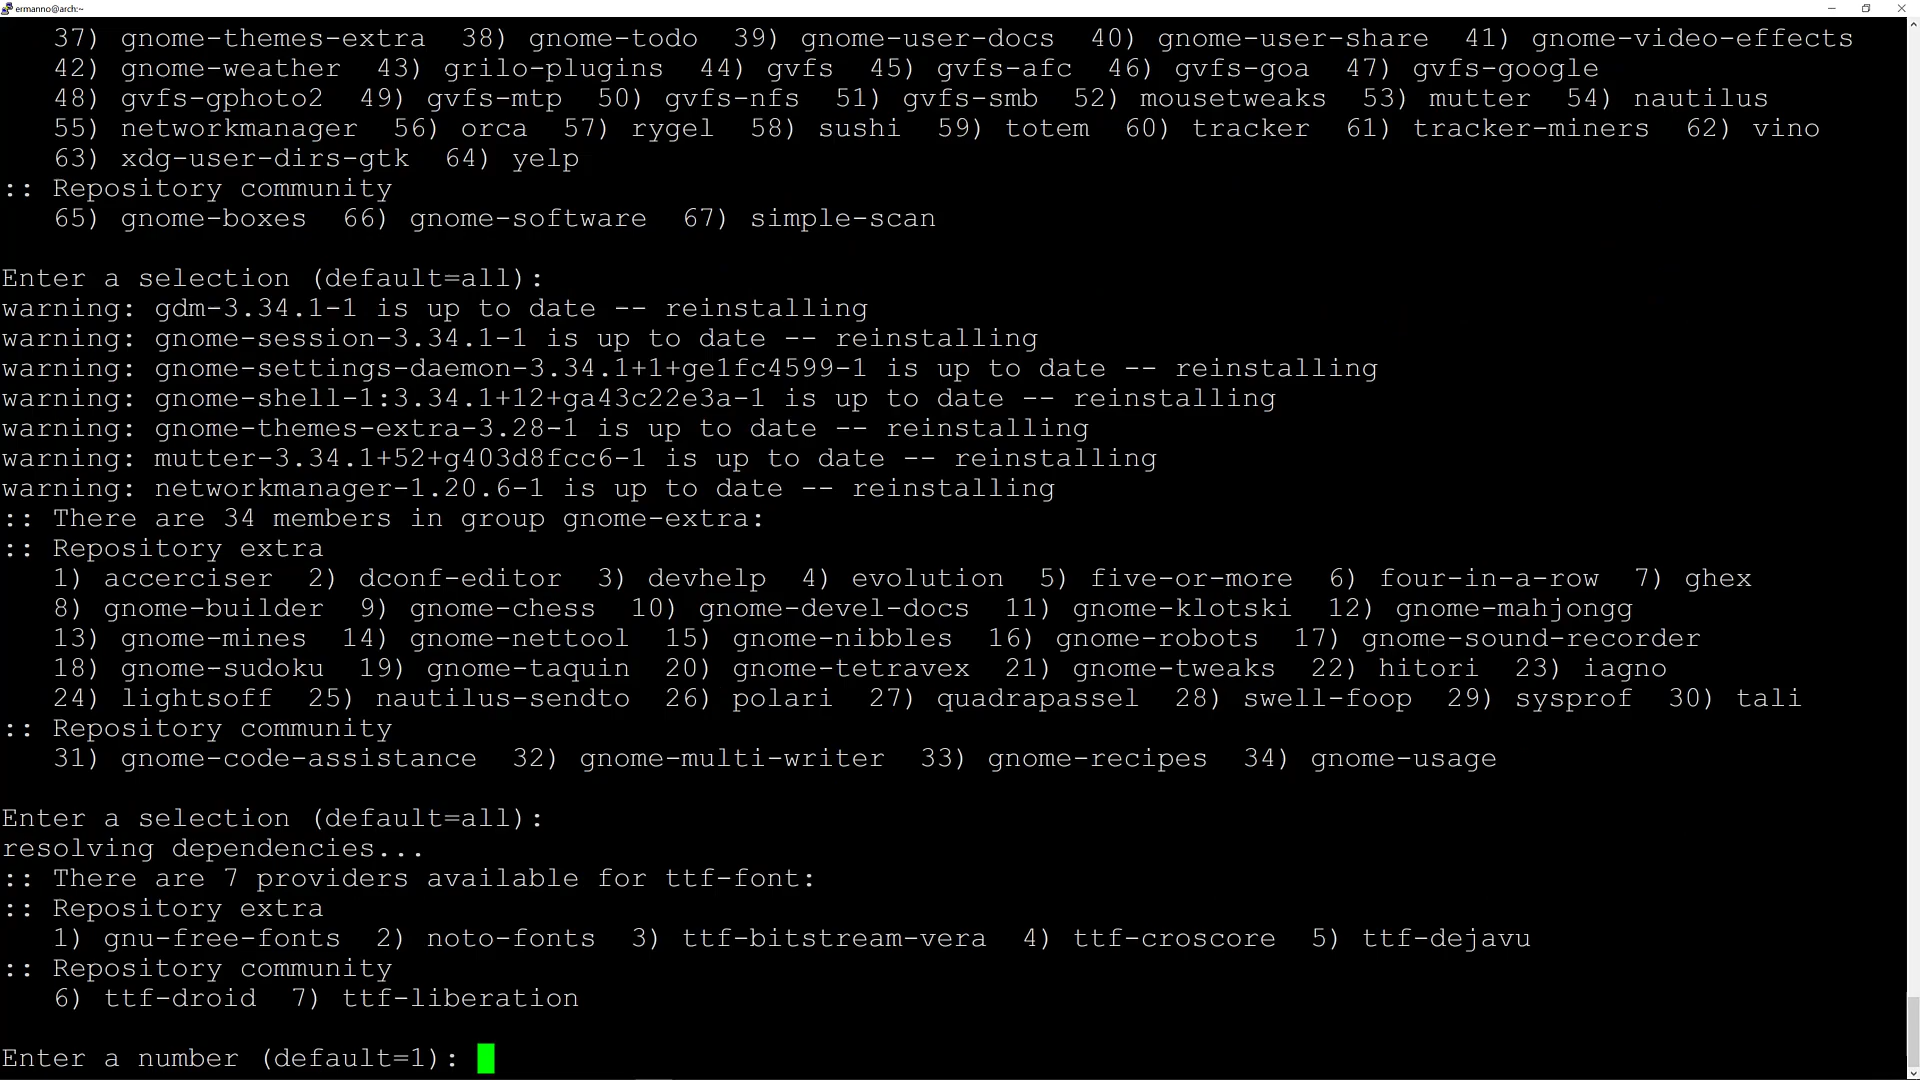 ermanno@arch:~
37) gnome-themes-extra 38) gnome-todo 39) gnome-user-docs 40) gnome-user-share 41) gnome-video-effects
42) gnome-weather 43) grilo-plugins 44) gvfs 45) gvfs-afc 46) gvfs-goa 47) gvfs-google
48) gvfs-gphoto2 49) gvfs-mtp 50) gvfs-nfs 51) gvfs-smb 52) mousetweaks 53) mutter 54) nautilus
55) networkmanager 56) orca 57) rygel 58) sushi 59) totem 60) tracker 61) tracker-miners 62) vino
63) xdg-user-dirs-gtk 64) yelp
:: Repository community
65) gnome-boxes 66) gnome-software 67) simple-scan
Enter a selection (default=all):
warning: gdm-3.34.1-1 is up to date -- reinstalling
warning: gnome-session-3.34.1-1 is up to date -- reinstalling
warning: gnome-settings-daemon-3.34.1+1+ge1fc4599-1 is up to date -- reinstalling
warning: gnome-shell-1:3.34.1+12+ga43c22e3a-1 is up to date -- reinstalling
warning: gnome-themes-extra-3.28-1 is up to date -- reinstalling
warning: mutter-3.34.1+52+g403d8fcc6-1 is up to date -- reinstalling
warning: networkmanager-1.20.6-1 is up to date -- reinstalling
:: There are 34 members in group gnome-extra:
:: Repository extra
1) accerciser 2) dconf-editor 3) devhelp 4) evolution 5) five-or-more 6) four-in-a-row 7) ghex
8) gnome-builder 9) gnome-chess 10) gnome-devel-docs 11) gnome-klotski 12) gnome-mahjongg
13) gnome-mines 14) gnome-nettool 15) gnome-nibbles 16) gnome-robots 17) gnome-sound-recorder
18) gnome-sudoku 19) gnome-taquin 20) gnome-tetravex 21) gnome-tweaks 22) hitori 23) iagno
24) lightsoff 25) nautilus-sendto 26) polari 27) quadrapassel 28) swell-foop 29) sysprof 30) tali
:: Repository community
31) gnome-code-assistance 32) gnome-multi-writer 33) gnome-recipes 34) gnome-usage
Enter a selection (default=all):
resolving dependencies...
:: There are 7 providers available for ttf-font:
:: Repository extra
1) gnu-free-fonts 2) noto-fonts 3) ttf-bitstream-vera 4) ttf-croscore 5) ttf-dejavu
:: Repository community
6) ttf-droid 7) ttf-liberation
Enter a number (default=1):